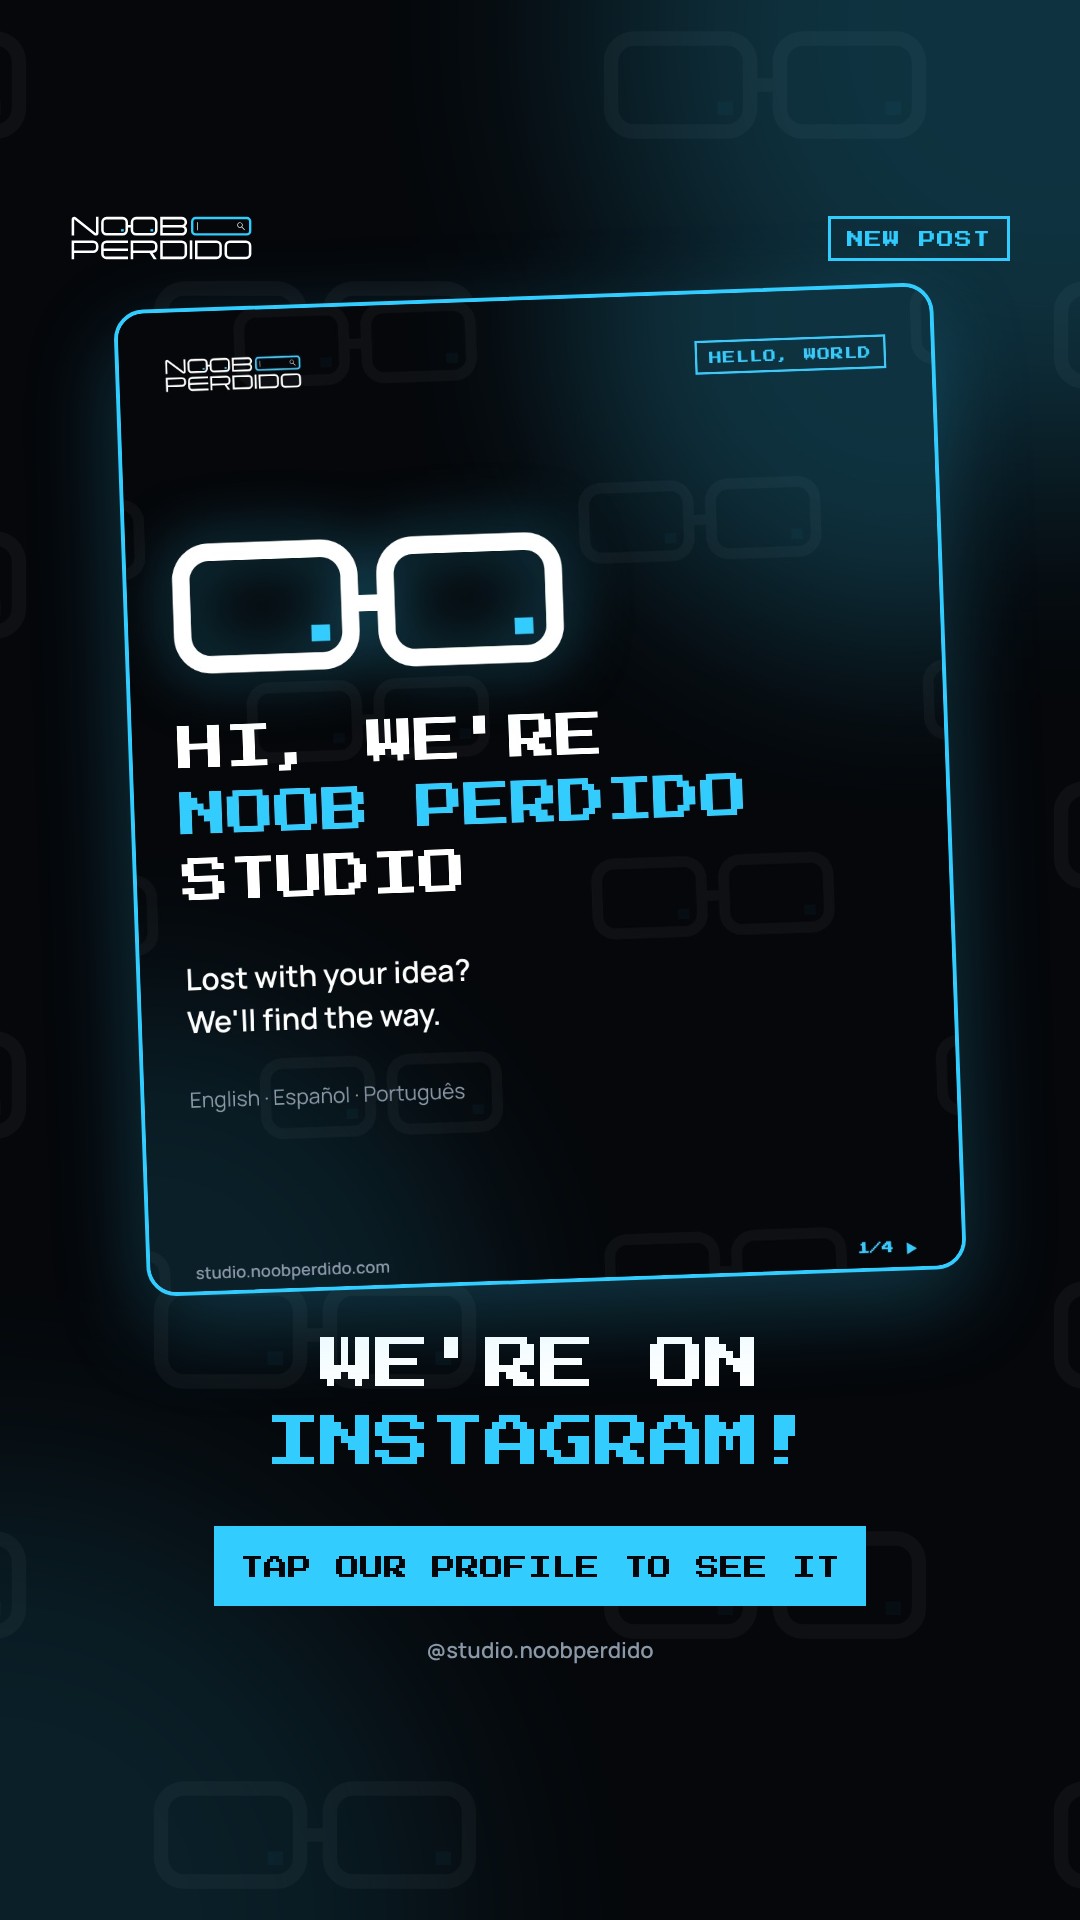 NOOB
PERDIDO
NEW POST
NOOB
PERDIDO
HELLO, WORLD
HI, WE'RE
NOOB PERDIDO
STUDIO
Lost with your idea?
We'll find the way.
English · Español · Português
studio.noobperdido.com
1/4
WE'RE ON
INSTAGRAM!
TAP OUR PROFILE TO SEE IT
@studio.noobperdido